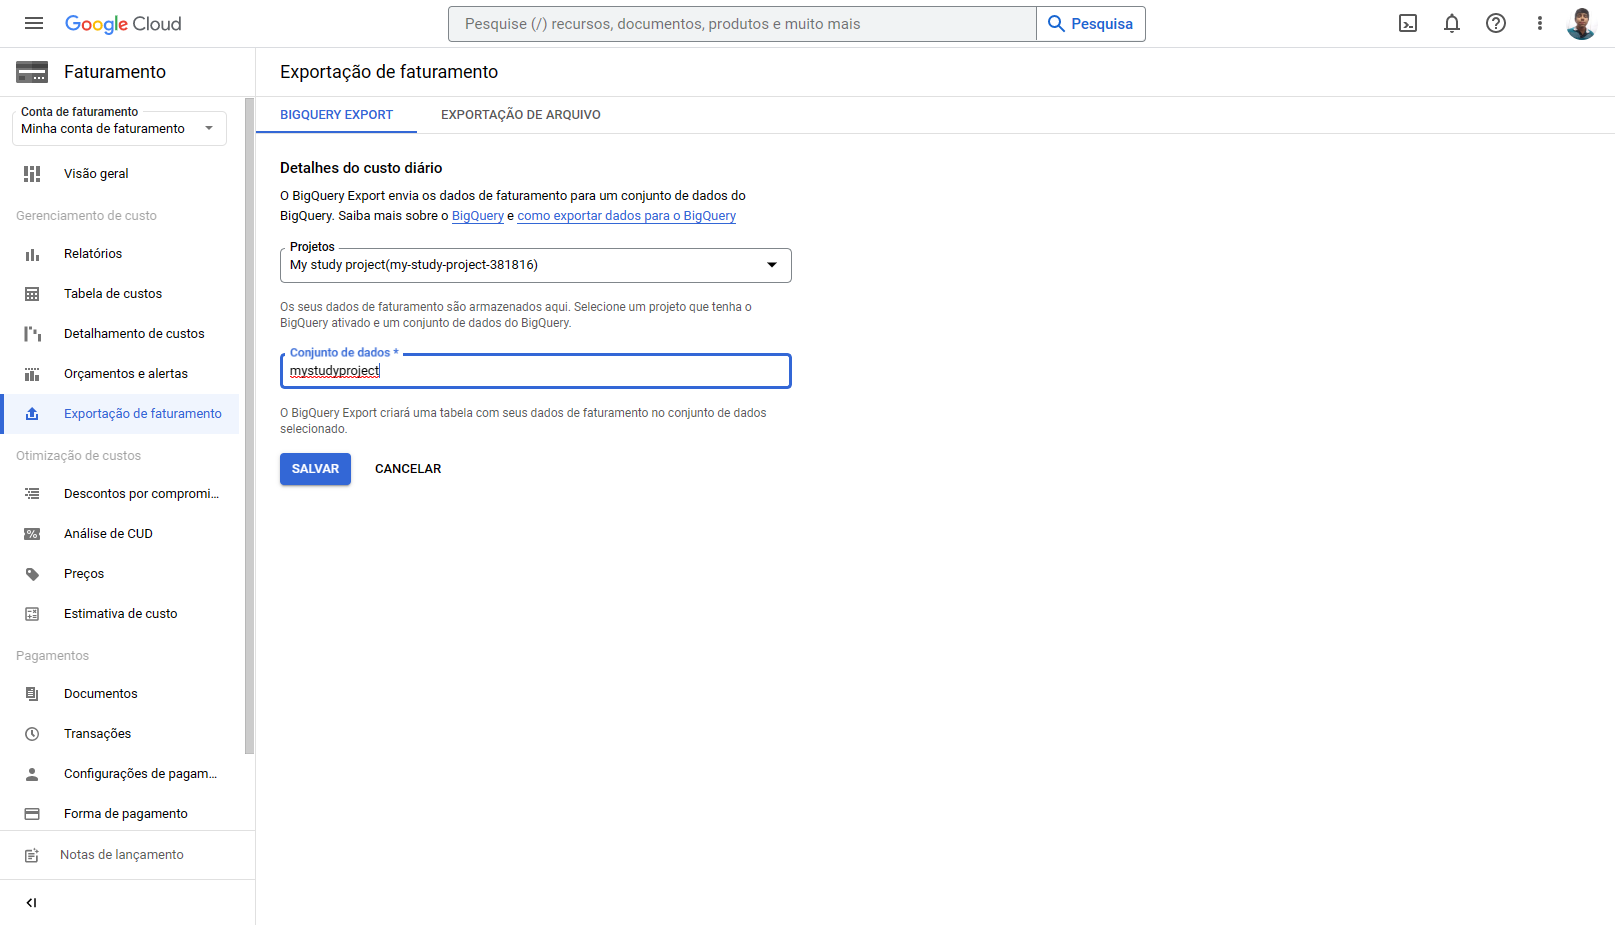 Google Cloud
Pesquise (/) recursos, documentos, produtos e muito mais
Pesquisa
Faturamento
Exportação de faturamento
Conta de faturamento
Minha conta de faturamento
Visão geral
Gerenciamento de custo
Relatórios
Tabela de custos
Detalhamento de custos
Orçamentos e alertas
Exportação de faturamento
Otimização de custos
Descontos por compromi...
Análise de CUD
Preços
Estimativa de custo
Pagamentos
Documentos
Transações
Configurações de pagam...
Forma de pagamento
Notas de lançamento
BIGQUERY EXPORT
EXPORTAÇÃO DE ARQUIVO
Detalhes do custo diário
O BigQuery Export envia os dados de faturamento para um conjunto de dados do
BigQuery. Saiba mais sobre o BigQuery e como exportar dados para o BigQuery
Projetos
My study project(my-study-project-381816)
Os seus dados de faturamento são armazenados aqui. Selecione um projeto que tenha o
BigQuery ativado e um conjunto de dados do BigQuery.
Conjunto de dados *
mystudyproject
O BigQuery Export criará uma tabela com seus dados de faturamento no conjunto de dados
selecionado.
SALVAR
CANCELAR